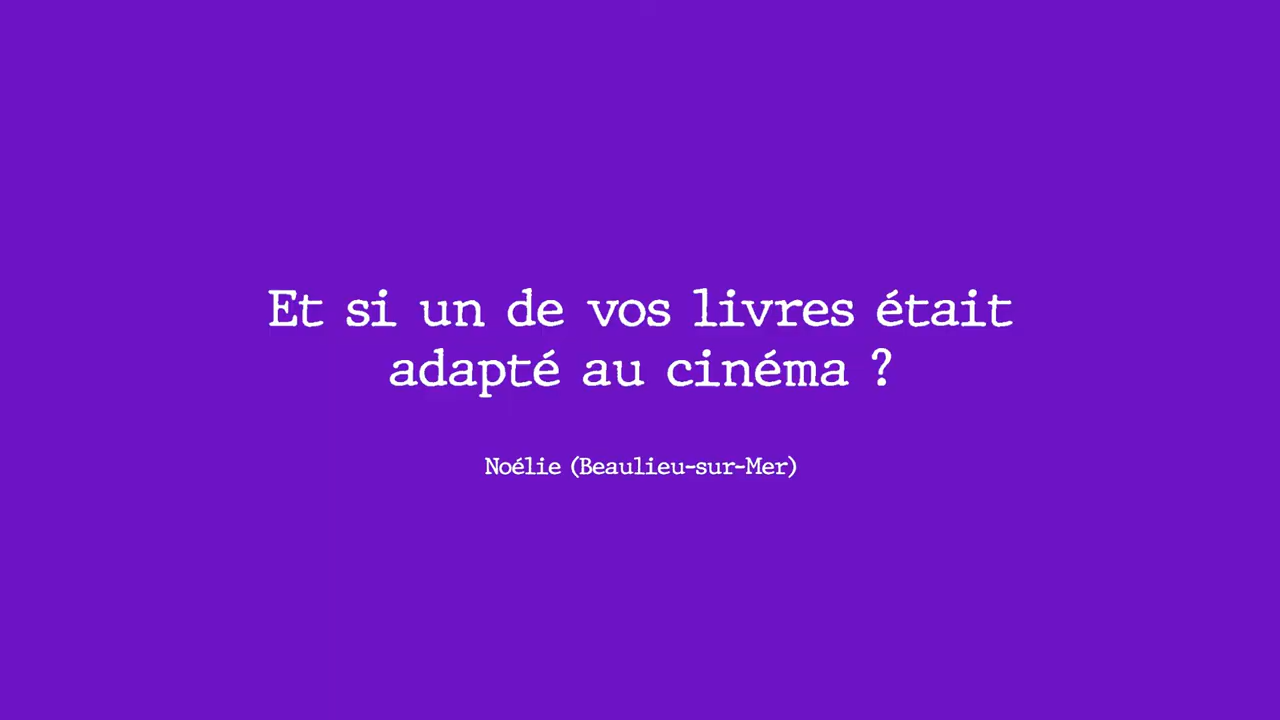 Et si un de vos livres était
adapté au cinéma ?
Noélie (Beaulieu-sur-Mer)